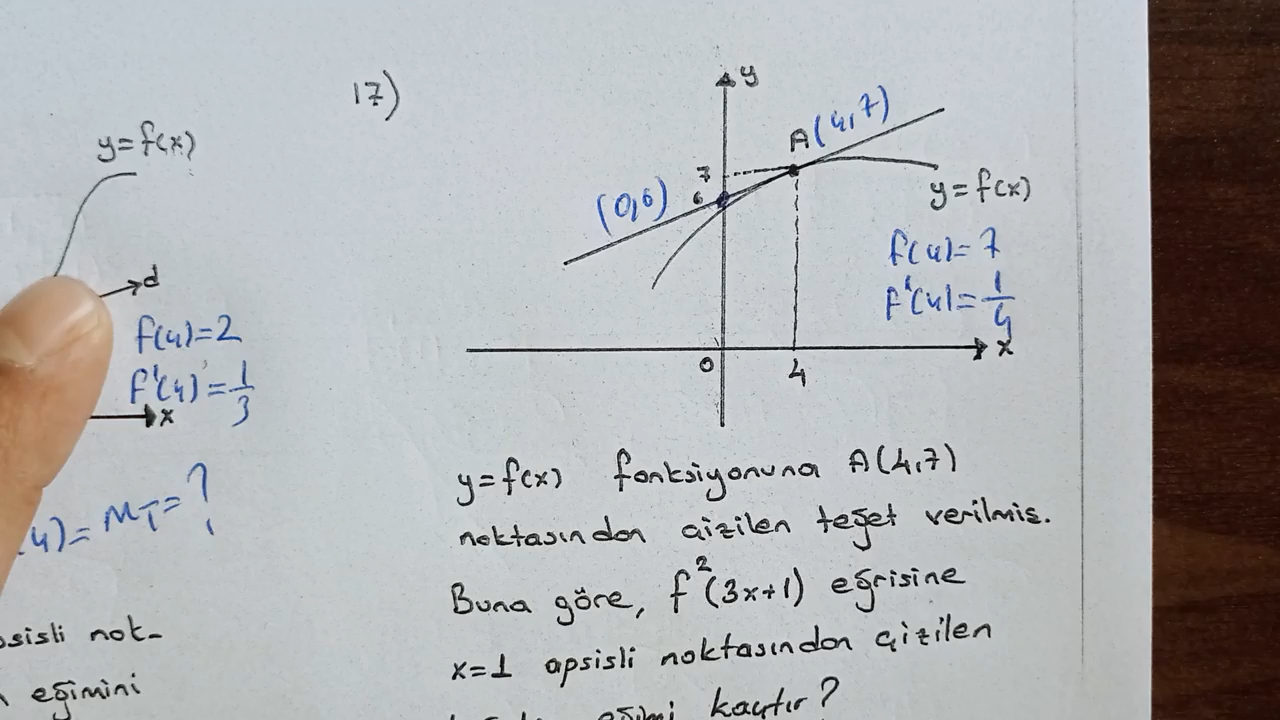 y=f(x)
d
f(4)=2
f'(4)=1/3
x
4)=M_T=?
sisli nok-
eğimini
17)
y
A(4,7)
7
6
(0,6)
y=f(x)
f(4)=7
f'(4)=1/4
0
4
x
y=f(x) fonksiyonuna A(4,7)
noktasından çizilen teğet verilmiş.
Buna göre, f²(3x+1) eğrisine
x=1 apsisli noktasından çizilen
eğimi kaçtır?